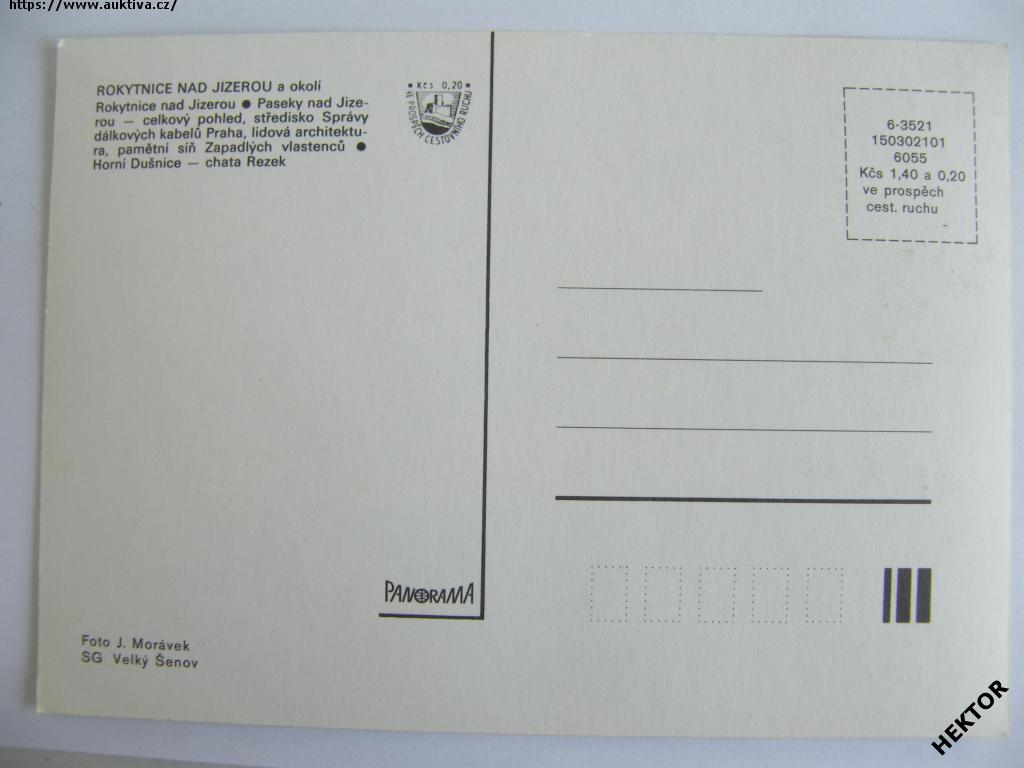 https://www.auktiva.cz/
ROKYTNICE NAD JIZEROU a okolí
Rokytnice nad Jizerou ● Paseky nad Jize-
rou — celkový pohled, středisko Správy
dálkových kabelů Praha, lidová architektu-
ra, pamětní síň Zapadlých vlastenců ●
Horní Dušnice — chata Řezek
Kčs 0,20
VE PROSPĚCH CESTOVNÍHO RUCHU
6-3521
150302101
6055
Kčs 1,40 a 0,20
ve prospěch
cest. ruchu
PANORAMA
Foto J. Morávek
SG Velký Šenov
HEKTOR